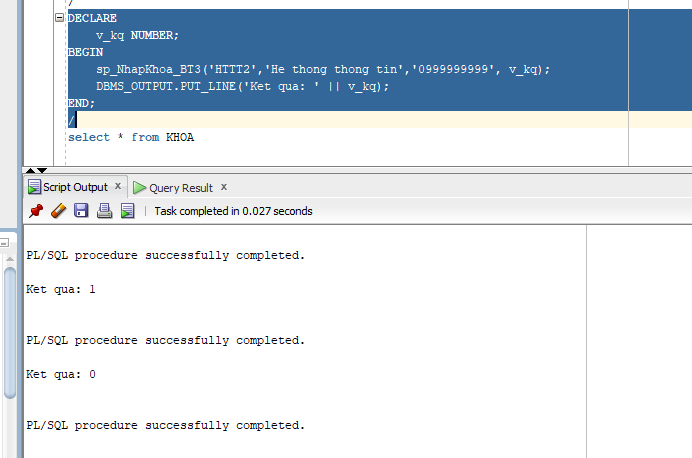 /
DECLARE
v_kq NUMBER;
BEGIN
sp_NhapKhoa_BT3('HTTT2','He thong thong tin','0999999999', v_kq);
DBMS_OUTPUT.PUT_LINE('Ket qua: ' || v_kq);
END;
/
select * from KHOA
Script Output x Query Result x
Task completed in 0.027 seconds
PL/SQL procedure successfully completed.
Ket qua: 1
PL/SQL procedure successfully completed.
Ket qua: 0
PL/SQL procedure successfully completed.